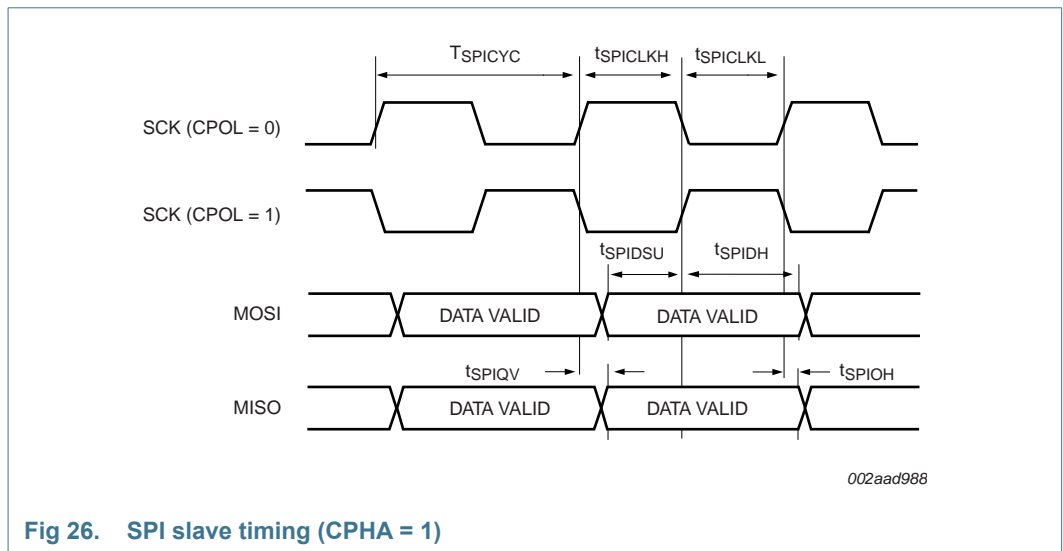 TSPICYC tSPICLKH tSPICLKL
SCK (CPOL = 0)
SCK (CPOL = 1)
tSPIDSU tSPIDH
MOSI DATA VALID DATA VALID
tSPIQV tSPIOH
MISO DATA VALID DATA VALID
002aad988
Fig 26. SPI slave timing (CPHA = 1)